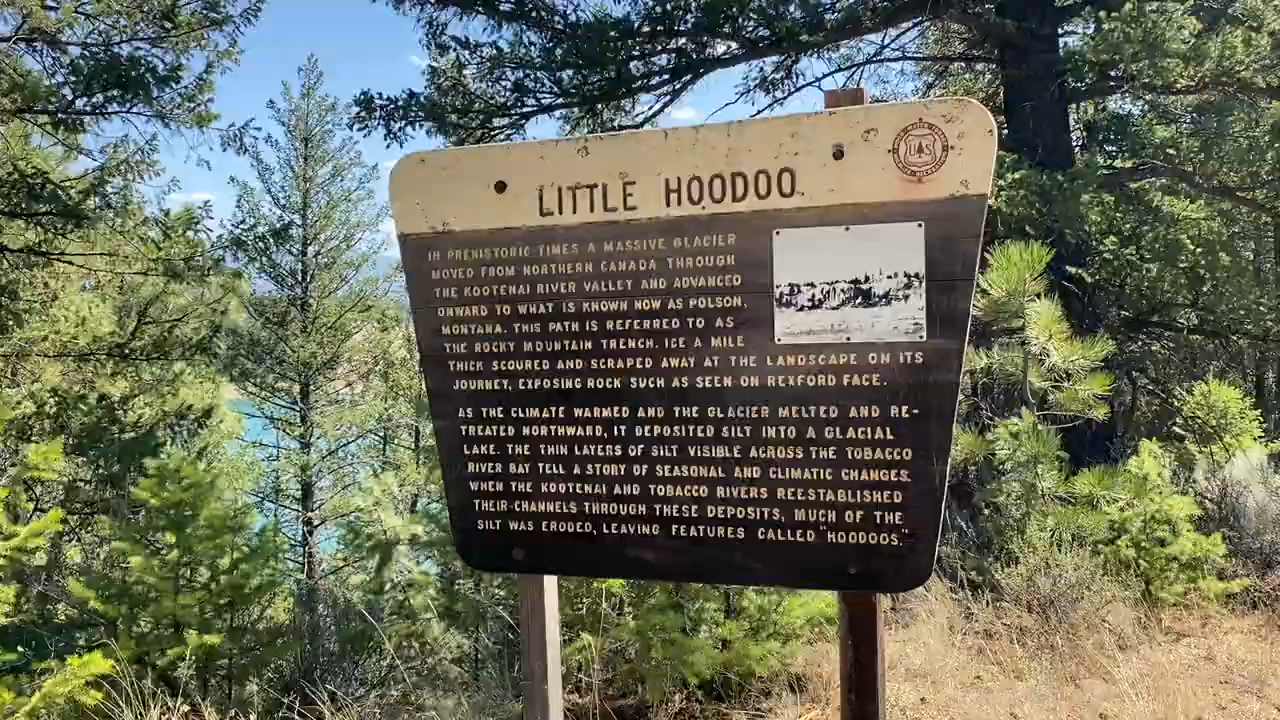 LITTLE HOODOO
US
IN PREHISTORIC TIMES A MASSIVE GLACIER
MOVED FROM NORTHERN CANADA THROUGH
THE KOOTENAI RIVER VALLEY AND ADVANCED
ONWARD TO WHAT IS KNOWN NOW AS POLSON,
MONTANA. THIS PATH IS REFERRED TO AS
THE ROCKY MOUNTAIN TRENCH. ICE A MILE
THICK SCOURED AND SCRAPED AWAY AT THE LANDSCAPE ON ITS
JOURNEY, EXPOSING ROCK SUCH AS SEEN ON REXFORD FACE.
AS THE CLIMATE WARMED AND THE GLACIER MELTED AND RE-
TREATED NORTHWARD, IT DEPOSITED SILT INTO A GLACIAL
LAKE. THE THIN LAYERS OF SILT VISIBLE ACROSS THE TOBACCO
RIVER BAY TELL A STORY OF SEASONAL AND CLIMATIC CHANGES.
WHEN THE KOOTENAI AND TOBACCO RIVERS REESTABLISHED
THEIR CHANNELS THROUGH THESE DEPOSITS, MUCH OF THE
SILT WAS ERODED, LEAVING FEATURES CALLED "HOODOOS."